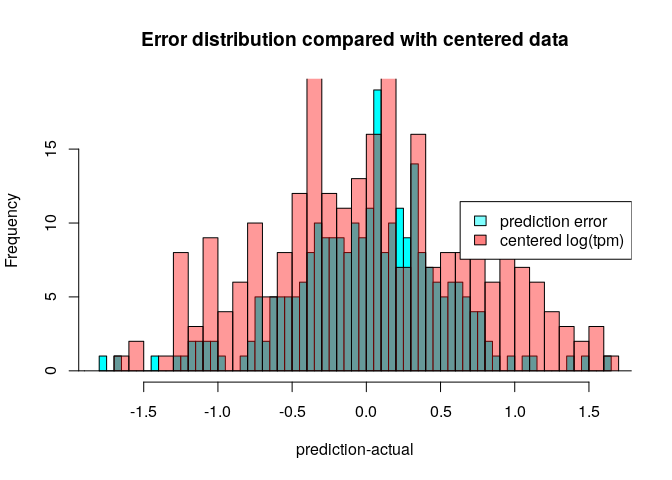 Error distribution compared with centered data
Frequency
15
10
5
0
prediction error
centered log(tpm)
-1.5 -1.0 -0.5 0.0 0.5 1.0 1.5
prediction-actual